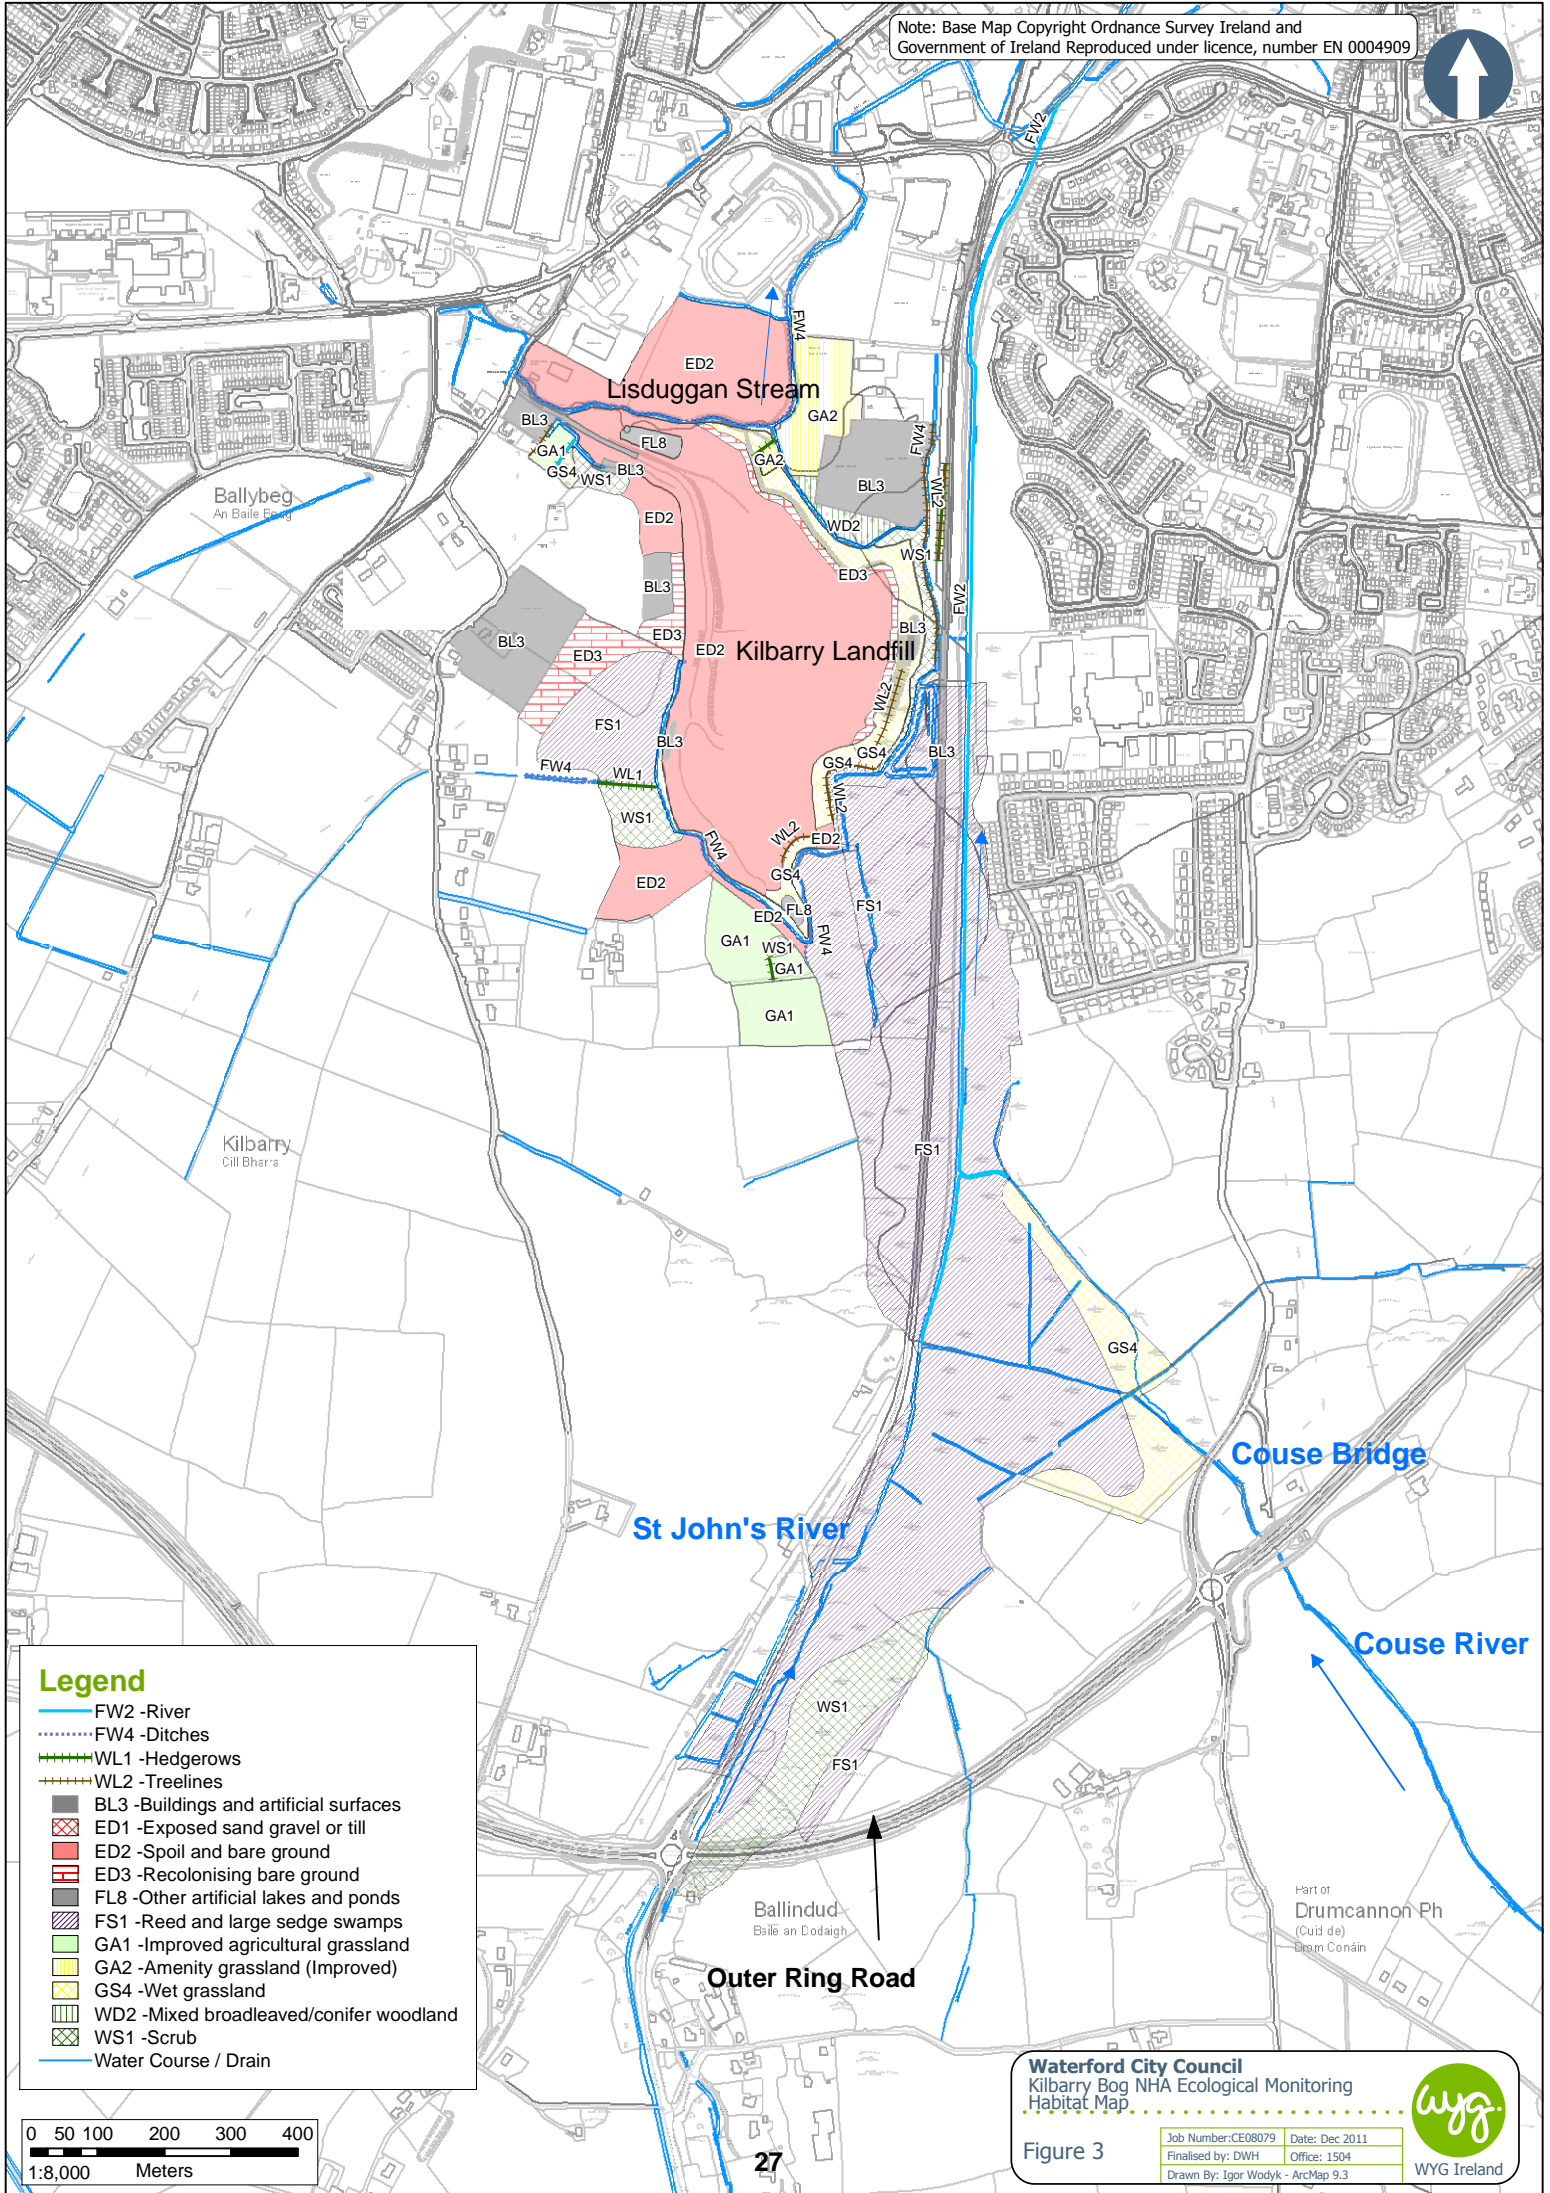 Note: Base Map Copyright Ordnance Survey Ireland and
Government of Ireland Reproduced under licence, number EN 0004909
FW2
ED2
Lisduggan Stream
FW4
GA2
BL3
FL8
GA1
GS4
WS1
BL3
GA2
FW4
BL3
WL2
Ballybeg
An Baile Beag
ED2
WD2
WS1
ED3
BL3
FW2
BL3
BL3
ED3
ED3
ED2
Kilbarry Landfill
WL2
FS1
BL3
GS4
BL3
FW4
WL1
GS4
WL2
WS1
FW4
WL2
ED2
ED2
GS4
FL8
FS1
ED2
FW4
GA1
WS1
GA1
GA1
Kilbarry
Cill Bharra
FS1
GS4
Couse Bridge
St John's River
Couse River
WS1
FS1
Ballindud
Baile an Dodaigh
Part of
Drumcannon Ph
(Cuid de)
Drom Conáin
Outer Ring Road
Legend
FW2 -River
FW4 -Ditches
WL1 -Hedgerows
WL2 -Treelines
BL3 -Buildings and artificial surfaces
ED1 -Exposed sand gravel or till
ED2 -Spoil and bare ground
ED3 -Recolonising bare ground
FL8 -Other artificial lakes and ponds
FS1 -Reed and large sedge swamps
GA1 -Improved agricultural grassland
GA2 -Amenity grassland (Improved)
GS4 -Wet grassland
WD2 -Mixed broadleaved/conifer woodland
WS1 -Scrub
Water Course / Drain
0 50 100 200 300 400
1:8,000 Meters
27
Waterford City Council
Kilbarry Bog NHA Ecological Monitoring
Habitat Map
Figure 3
Job Number:CE08079 Date: Dec 2011
Finalised by: DWH Office: 1504
Drawn By: Igor Wodyk - ArcMap 9.3
wyg.
WYG Ireland